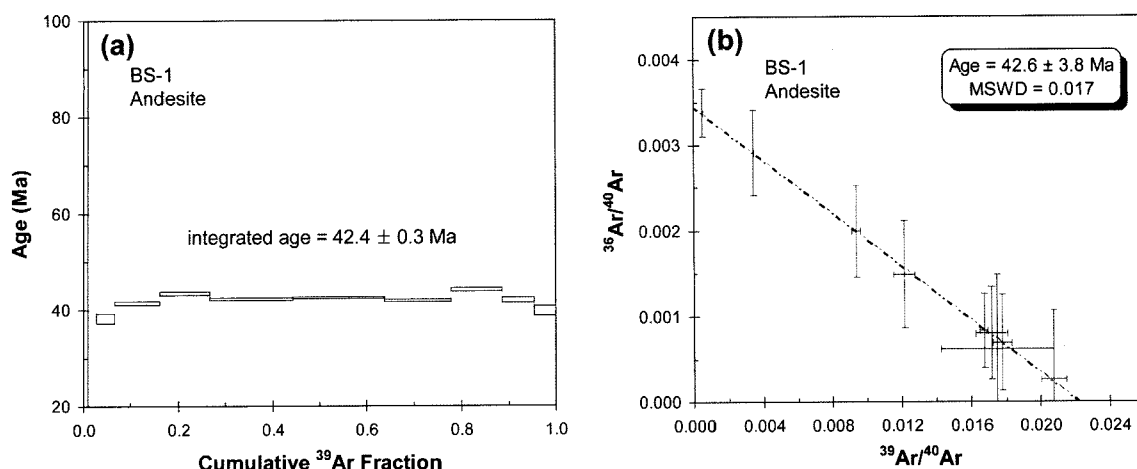 (a)
BS-1
Andesite
integrated age = 42.4 ± 0.3 Ma
Age (Ma)
100
80
60
40
20
0.0 0.2 0.4 0.6 0.8 1.0
Cumulative ³⁹Ar Fraction
(b)
BS-1
Andesite
Age = 42.6 ± 3.8 Ma
MSWD = 0.017
³⁶Ar/⁴⁰Ar
0.004
0.003
0.002
0.001
0.000
0.000 0.004 0.008 0.012 0.016 0.020 0.024
³⁹Ar/⁴⁰Ar